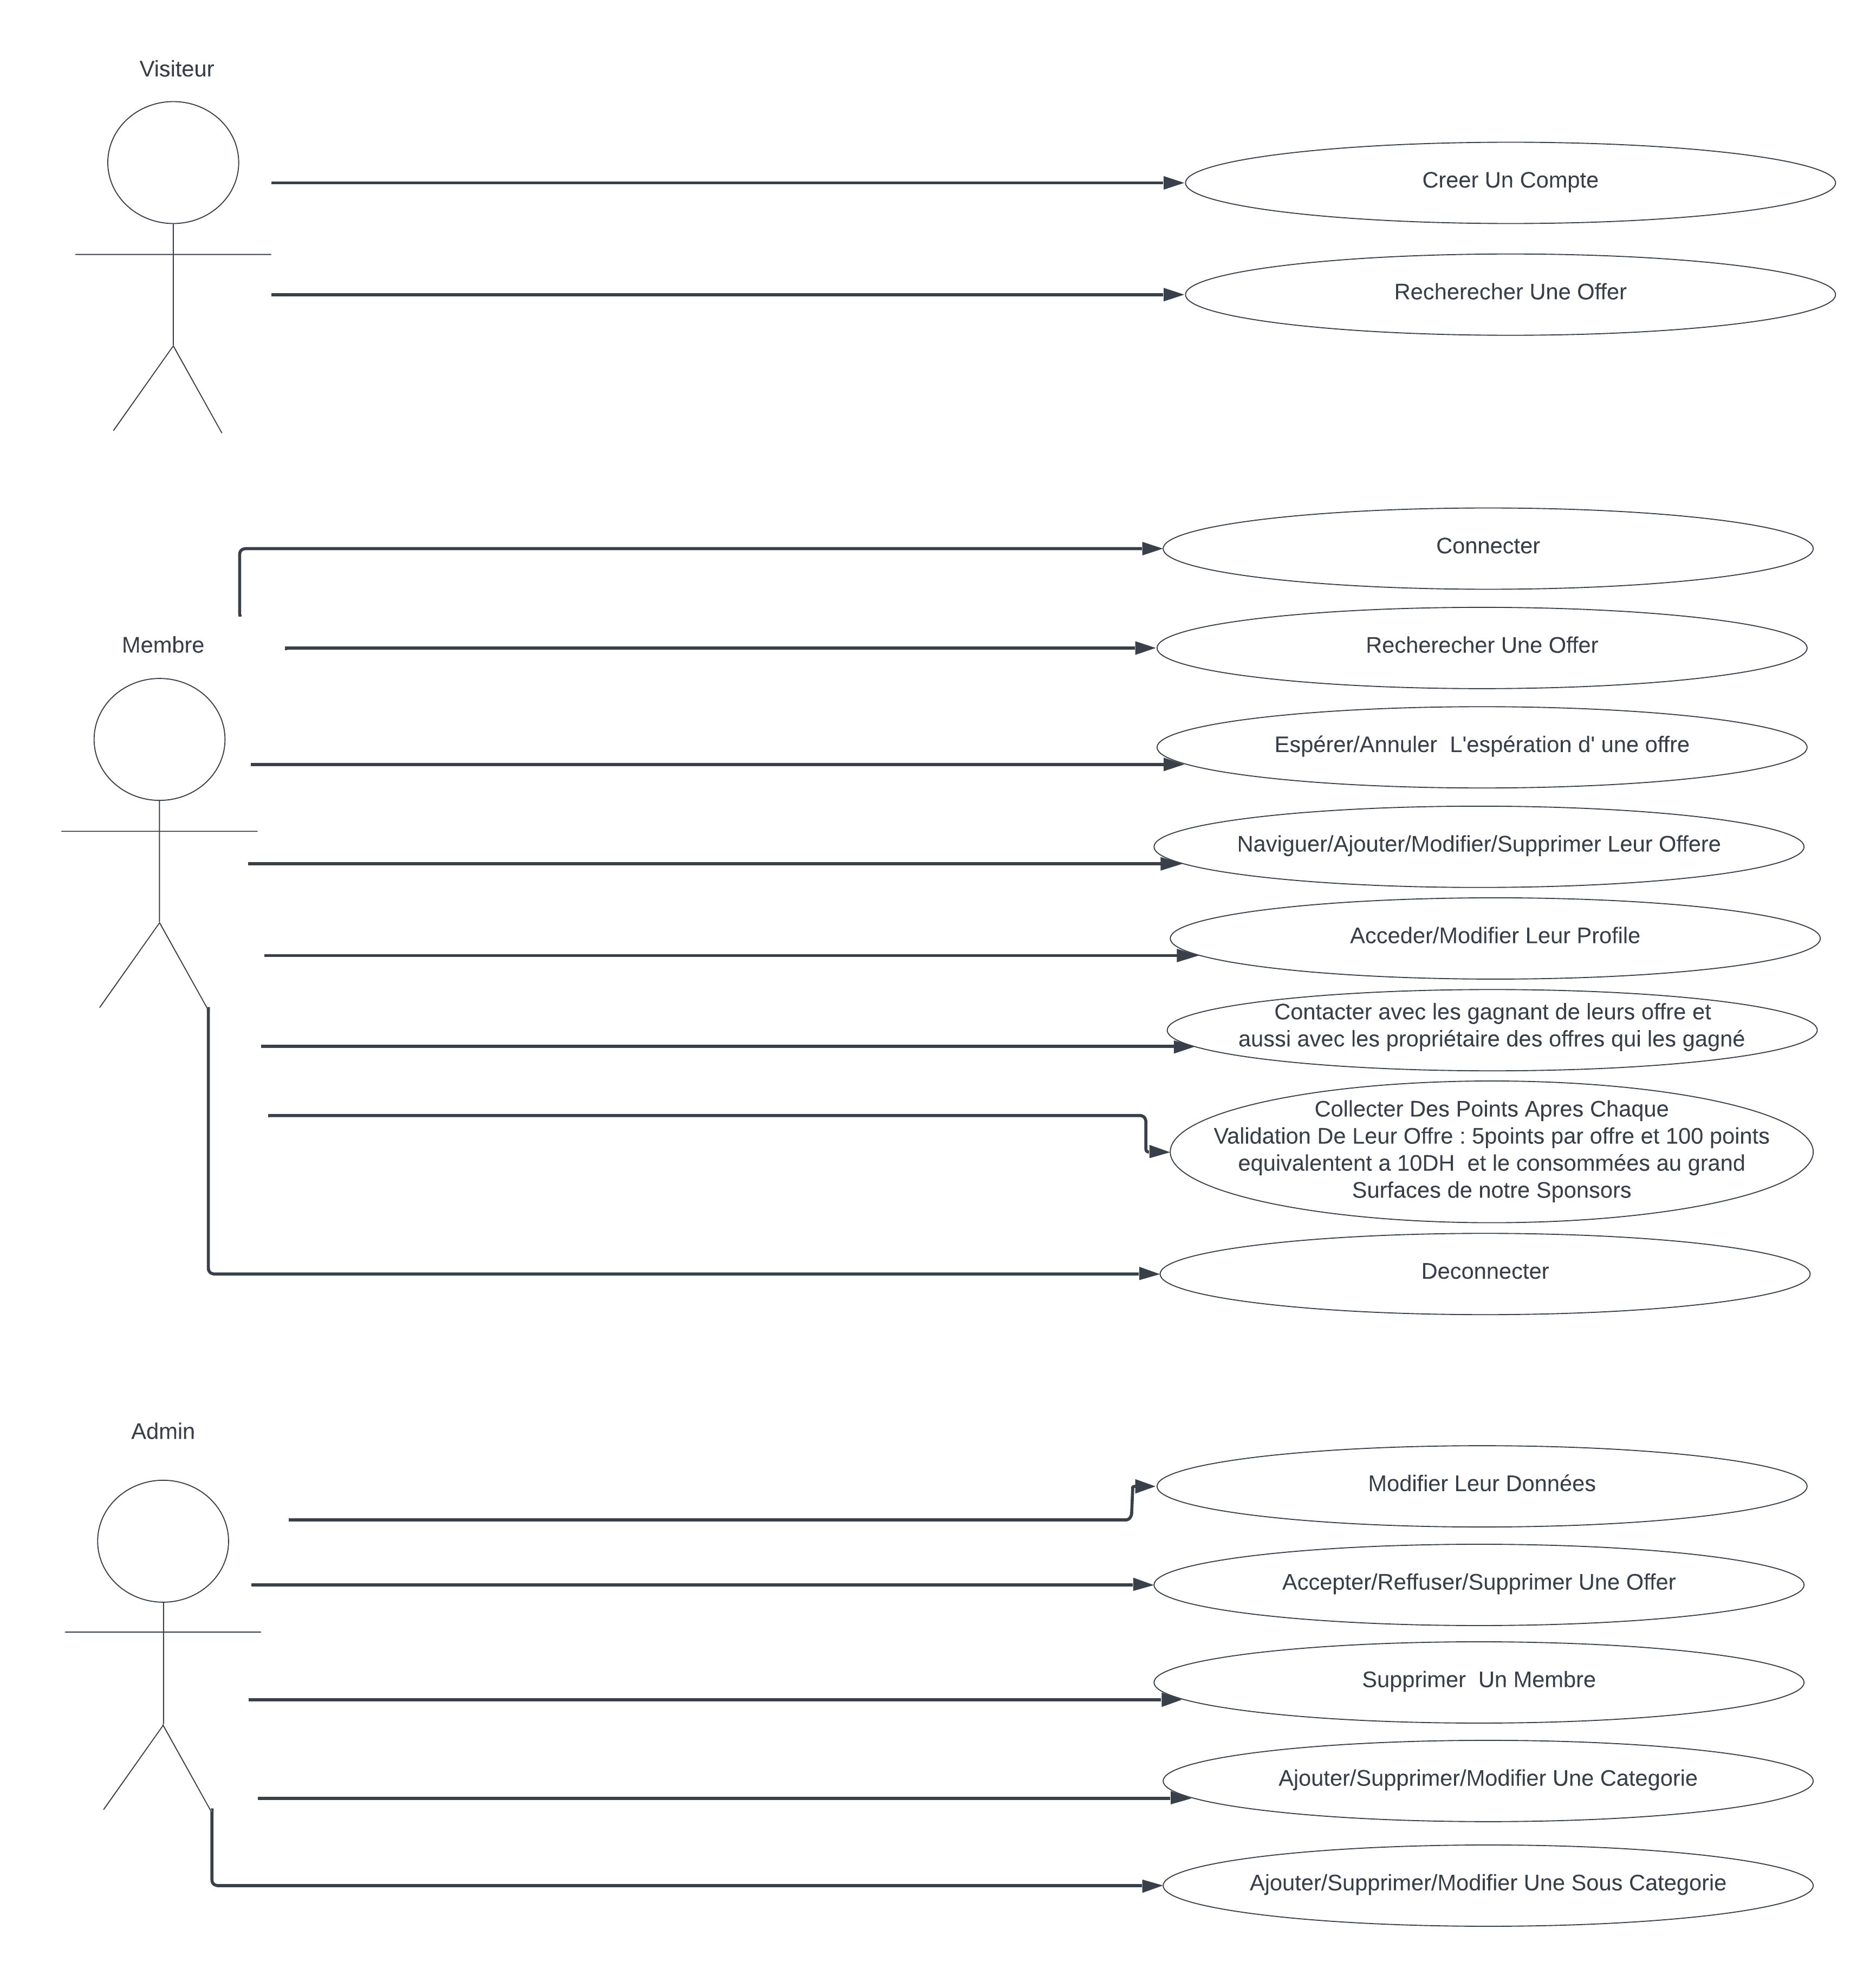 Visiteur
Creer Un Compte
Recherecher Une Offer
Connecter
Membre
Recherecher Une Offer
Espérer/Annuler  L'espération d' une offre
Naviguer/Ajouter/Modifier/Supprimer Leur Offere
Acceder/Modifier Leur Profile
Contacter avec les gagnant de leurs offre et
aussi avec les propriétaire des offres qui les gagné
Collecter Des Points Apres Chaque
Validation De Leur Offre : 5points par offre et 100 points
equivalentent a 10DH  et le consommées au grand
Surfaces de notre Sponsors
Deconnecter
Admin
Modifier Leur Données
Accepter/Reffuser/Supprimer Une Offer
Supprimer  Un Membre
Ajouter/Supprimer/Modifier Une Categorie
Ajouter/Supprimer/Modifier Une Sous Categorie